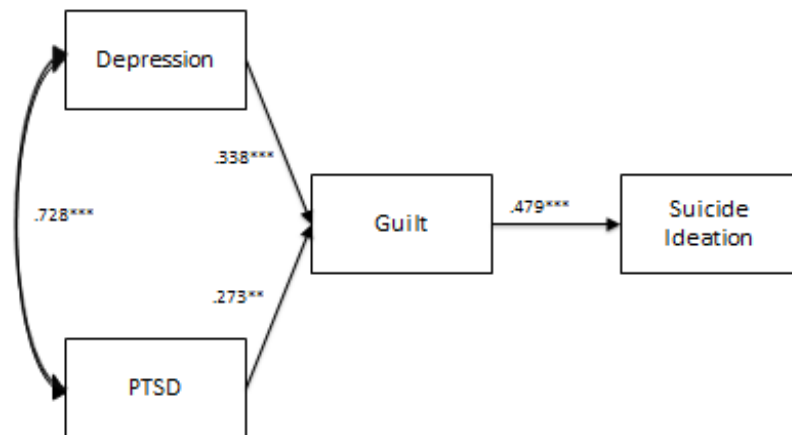 Depression
.338***
.728***
Guilt
.479***
Suicide
Ideation
.273**
PTSD